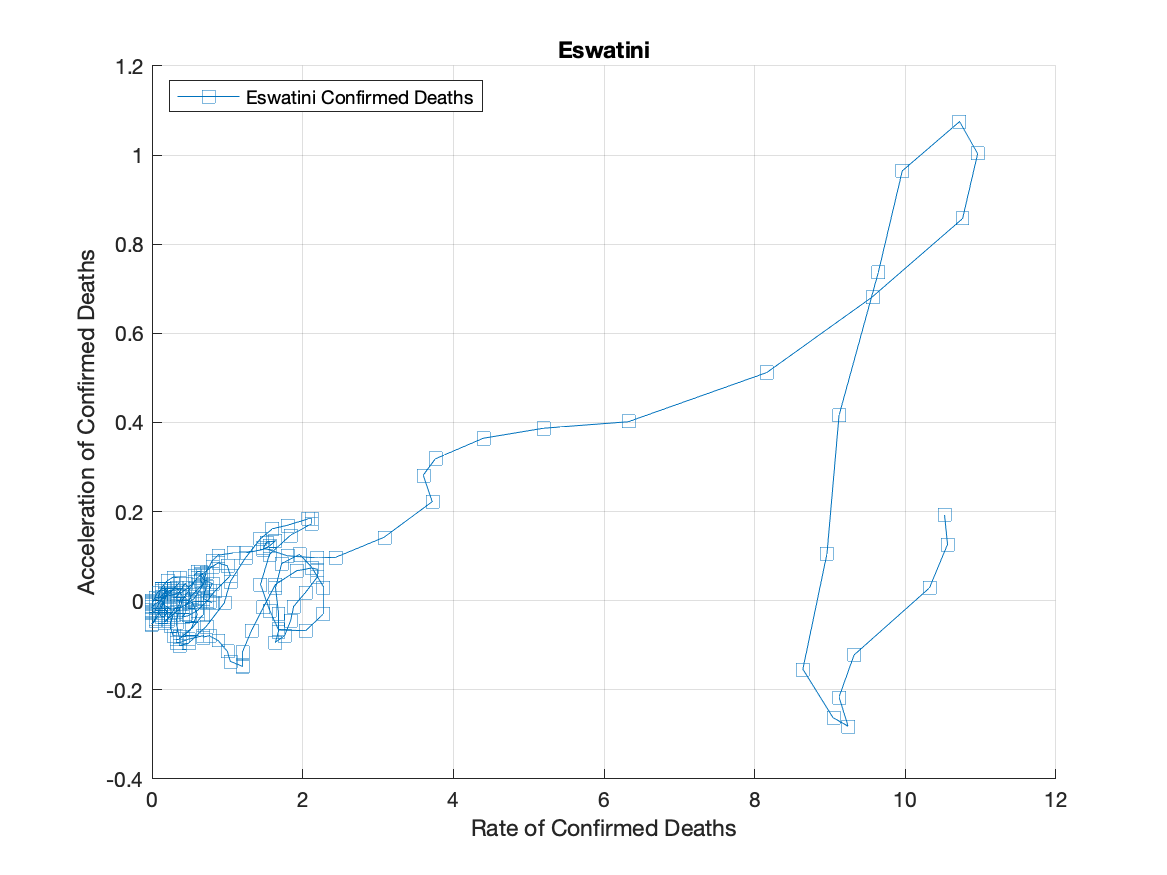 Eswatini
Eswatini Confirmed Deaths
Acceleration of Confirmed Deaths
1.2
1
0.8
0.6
0.4
0.2
0
-0.2
-0.4
0 2 4 6 8 10 12
Rate of Confirmed Deaths